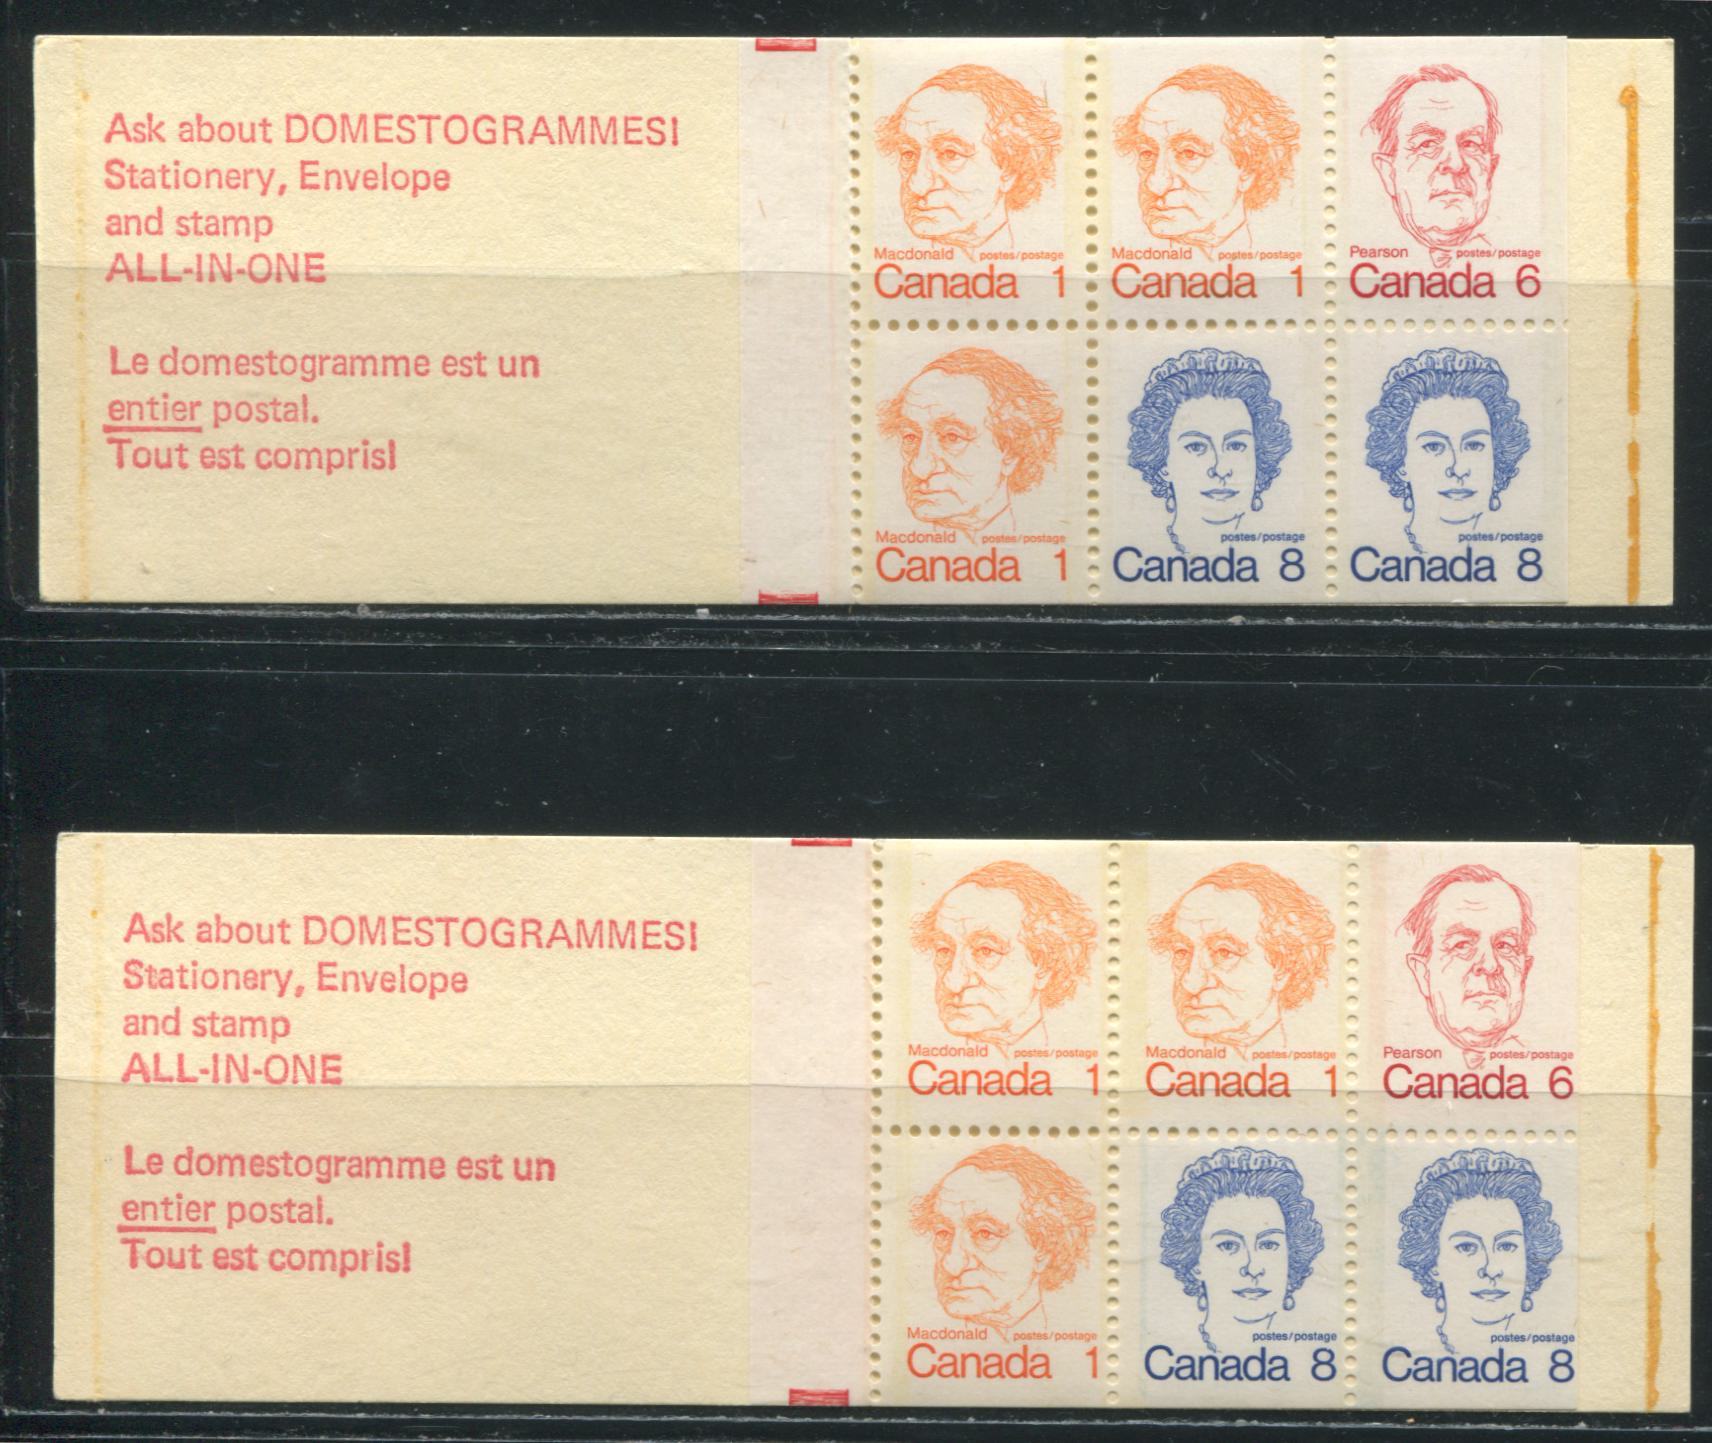 Ask about DOMESTOGRAMMES!
Stationery, Envelope
and stamp
ALL-IN-ONE
Le domestogramme est un
entier postal.
Tout est compris!
Macdonald postes/postage
Canada 1
Macdonald postes/postage
Canada 1
Pearson postes/postage
Canada 6
Macdonald postes/postage
Canada 1
postes/postage
Canada 8
postes/postage
Canada 8
Ask about DOMESTOGRAMMES!
Stationery, Envelope
and stamp
ALL-IN-ONE
Le domestogramme est un
entier postal.
Tout est compris!
Macdonald postes/postage
Canada 1
Macdonald postes/postage
Canada 1
Pearson postes/postage
Canada 6
Macdonald postes/postage
Canada 1
postes/postage
Canada 8
postes/postage
Canada 8